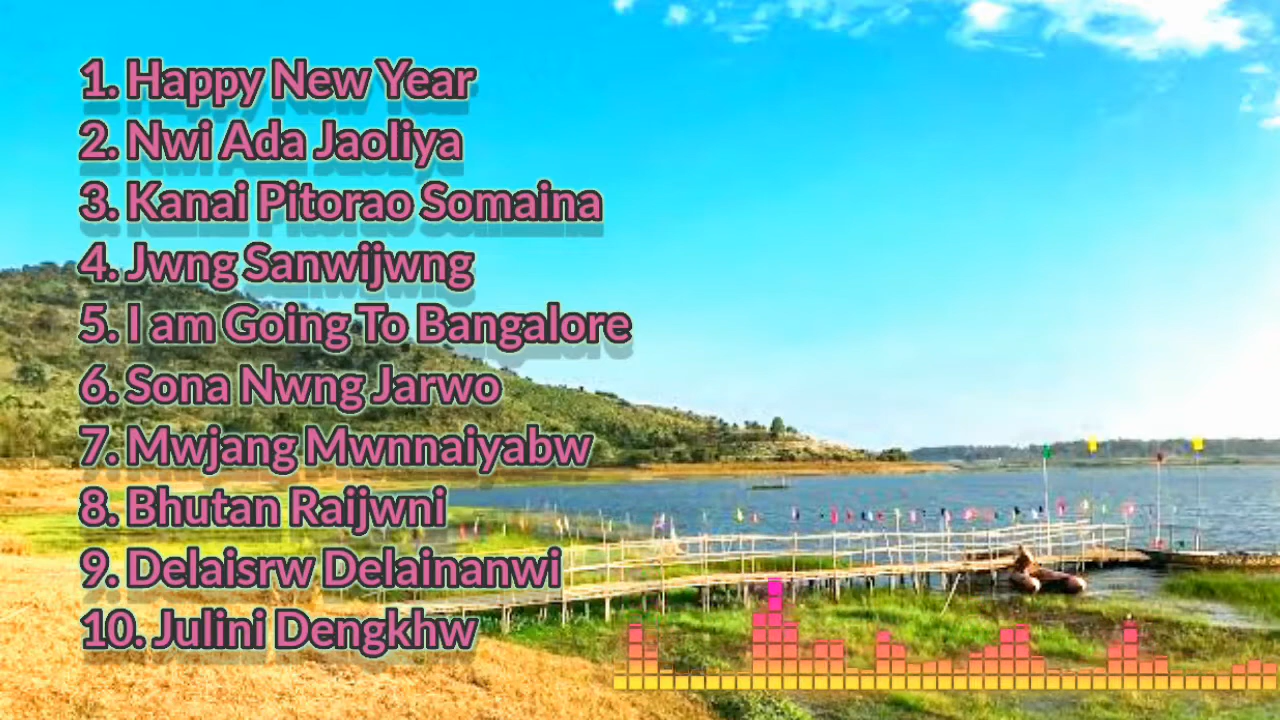 1. Happy New Year
2. Nwi Ada Jaoliya
3. Kanai Pitorao Somaina
4. Jwng Sanwijwng
5. I am Going To Bangalore
6. Sona Nwng Jarwo
7. Mwjang Mwnnaiyabw
8. Bhutan Raijwni
9. Delaisrw Delainanwi
10. Julini Dengkhw